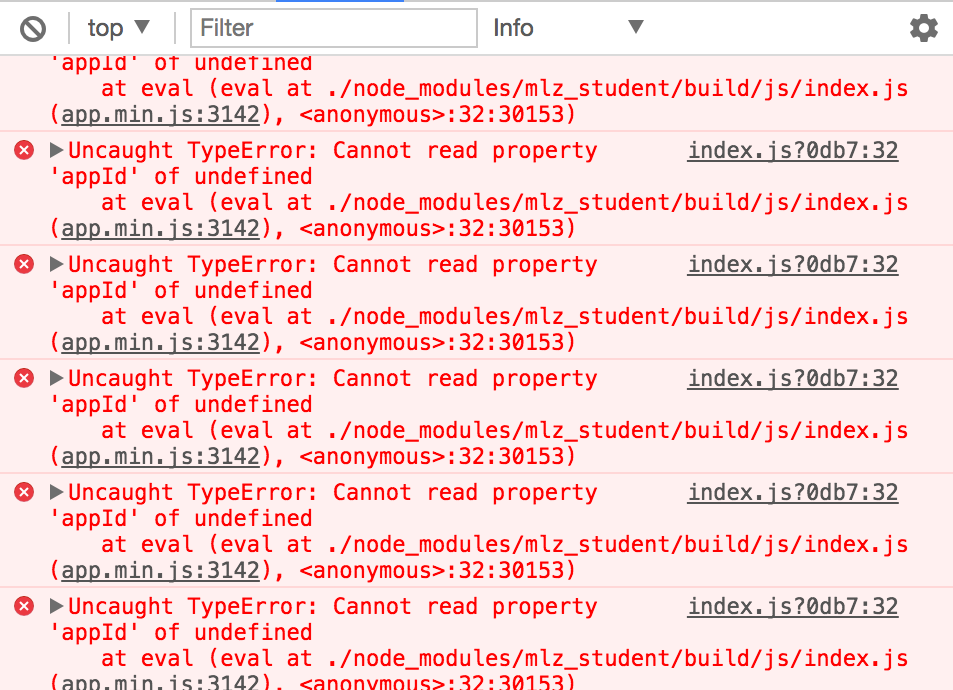 top Filter Info
'appId' of undefined
at eval (eval at ./node_modules/mlz_student/build/js/index.js
(app.min.js:3142), <anonymous>:32:30153)
Uncaught TypeError: Cannot read property index.js?0db7:32
'appId' of undefined
at eval (eval at ./node_modules/mlz_student/build/js/index.js
(app.min.js:3142), <anonymous>:32:30153)
Uncaught TypeError: Cannot read property index.js?0db7:32
'appId' of undefined
at eval (eval at ./node_modules/mlz_student/build/js/index.js
(app.min.js:3142), <anonymous>:32:30153)
Uncaught TypeError: Cannot read property index.js?0db7:32
'appId' of undefined
at eval (eval at ./node_modules/mlz_student/build/js/index.js
(app.min.js:3142), <anonymous>:32:30153)
Uncaught TypeError: Cannot read property index.js?0db7:32
'appId' of undefined
at eval (eval at ./node_modules/mlz_student/build/js/index.js
(app.min.js:3142), <anonymous>:32:30153)
Uncaught TypeError: Cannot read property index.js?0db7:32
'appId' of undefined
at eval (eval at ./node_modules/mlz_student/build/js/index.js
(app.min.js:3142), <anonymous>:32:30153)